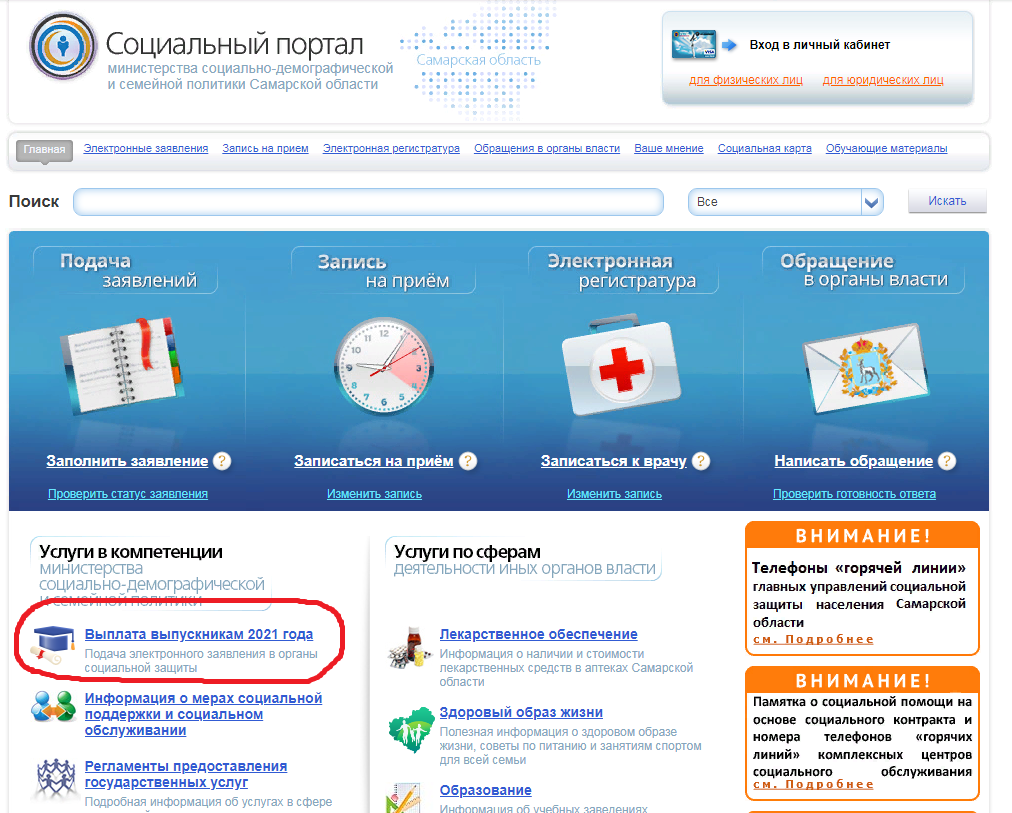 Социальный портал
министерства социально-демографической
и семейной политики Самарской области
Самарская область
Вход в личный кабинет
для физических лиц для юридических лиц
Главная Электронные заявления Запись на прием Электронная регистратура Обращения в органы власти Ваше мнение Социальная карта Обучающие материалы
Поиск Все Искать
Подача
заявлений
Запись
на приём
Электронная
регистратура
Обращение
в органы власти
Заполнить заявление ?
Проверить статус заявления
Записаться на приём ?
Изменить запись
Записаться к врачу ?
Изменить запись
Написать обращение ?
Проверить готовность ответа
Услуги в компетенции
министерства
социально-демографической
и семейной политики
Выплата выпускникам 2021 года
Подача электронного заявления в органы
социальной защиты
Информация о мерах социальной
поддержки и социальном
обслуживании
Регламенты предоставления
государственных услуг
Подробная информация об услугах в сфере
Услуги по сферам
деятельности иных органов власти
Лекарственное обеспечение
Информация о наличии и стоимости
лекарственных средств в аптеках Самарской
области
Здоровый образ жизни
Полезная информация о здоровом образе
жизни, советы по питанию и занятиям спортом
для всей семьи
Образование
Информация об учебных заведениях
ВНИМАНИЕ!
Телефоны «горячей линии»
главных управлений социальной
защиты населения Самарской
области
см. Подробнее
ВНИМАНИЕ!
Памятка о социальной помощи на
основе социального контракта и
номера телефонов «горячих
линий» комплексных центров
социального обслуживания
см. Подробнее